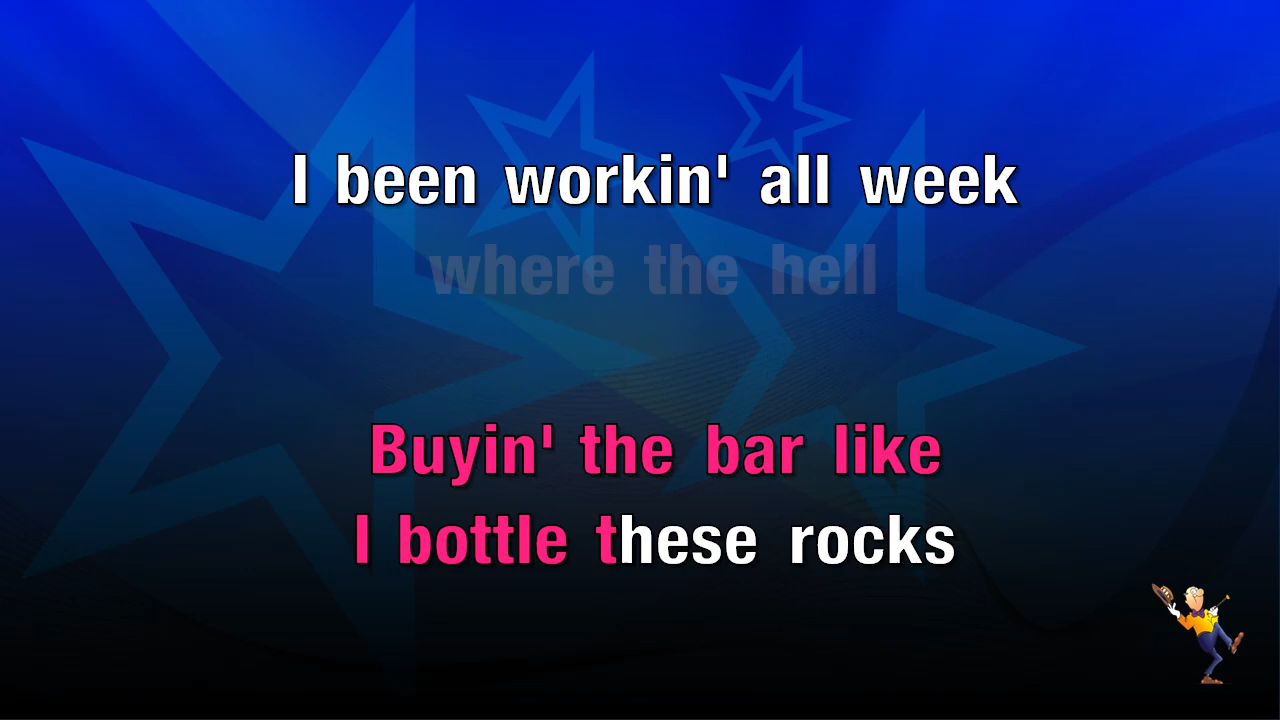 I been workin' all week
where the hell
Buyin' the bar like
I bottle these rocks